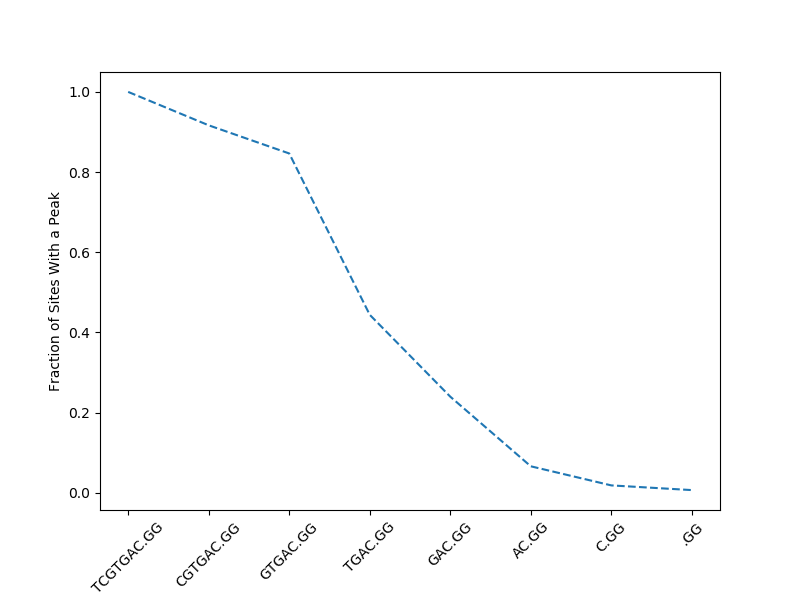 1.0
0.8
0.6
0.4
0.2
0.0
Fraction of Sites With a Peak
TCGTGAC.GG
CGTGAC.GG
GTGAC.GG
TGAC.GG
GAC.GG
AC.GG
C.GG
.GG